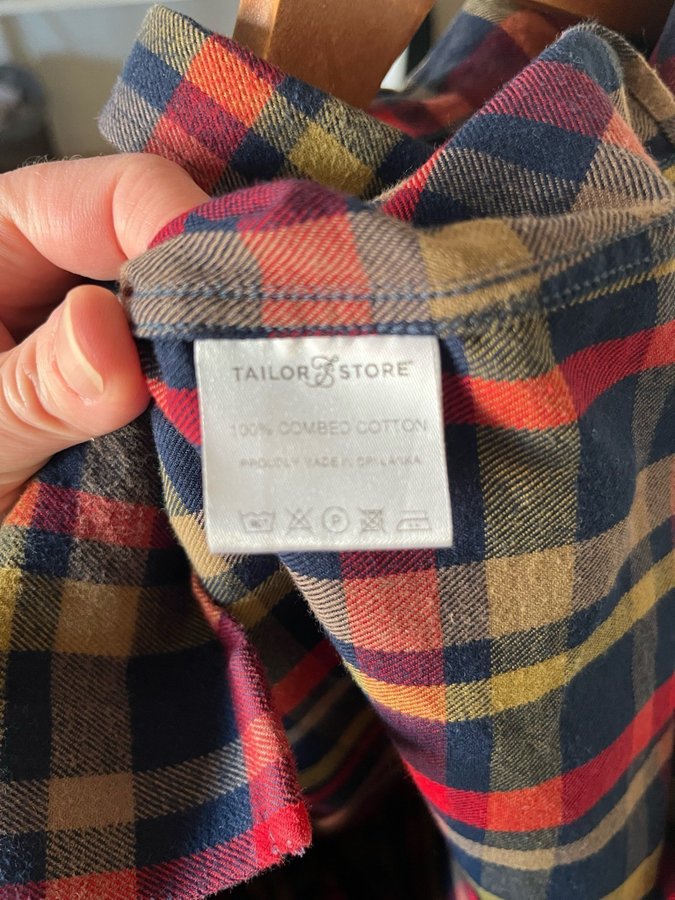 TAILOR STORE
100% COMBED COTTON
PROUDLY MADE IN SRI LANKA